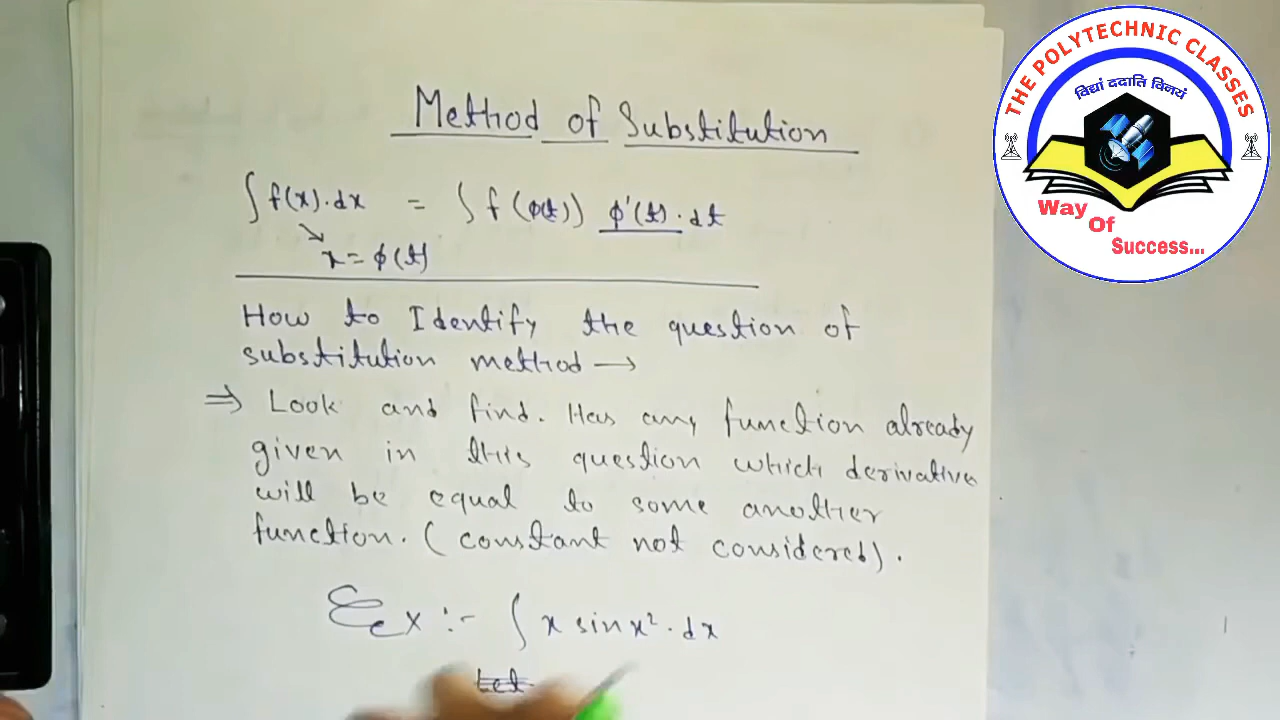 THE POLYTECHNIC CLASSES
विद्यां ददाति विनयं
Way
Of
Success...
Method of Substitution
∫ f(x).dx = ∫ f(ϕ(t)) ϕ'(t).dt
x = ϕ(t)
How to Identify the question of
substitution method →
⇒ Look and find. Has any function already
given in this question which derivative
will be equal to some another
function. (constant not considered).
Ex :- ∫ x sin x².dx